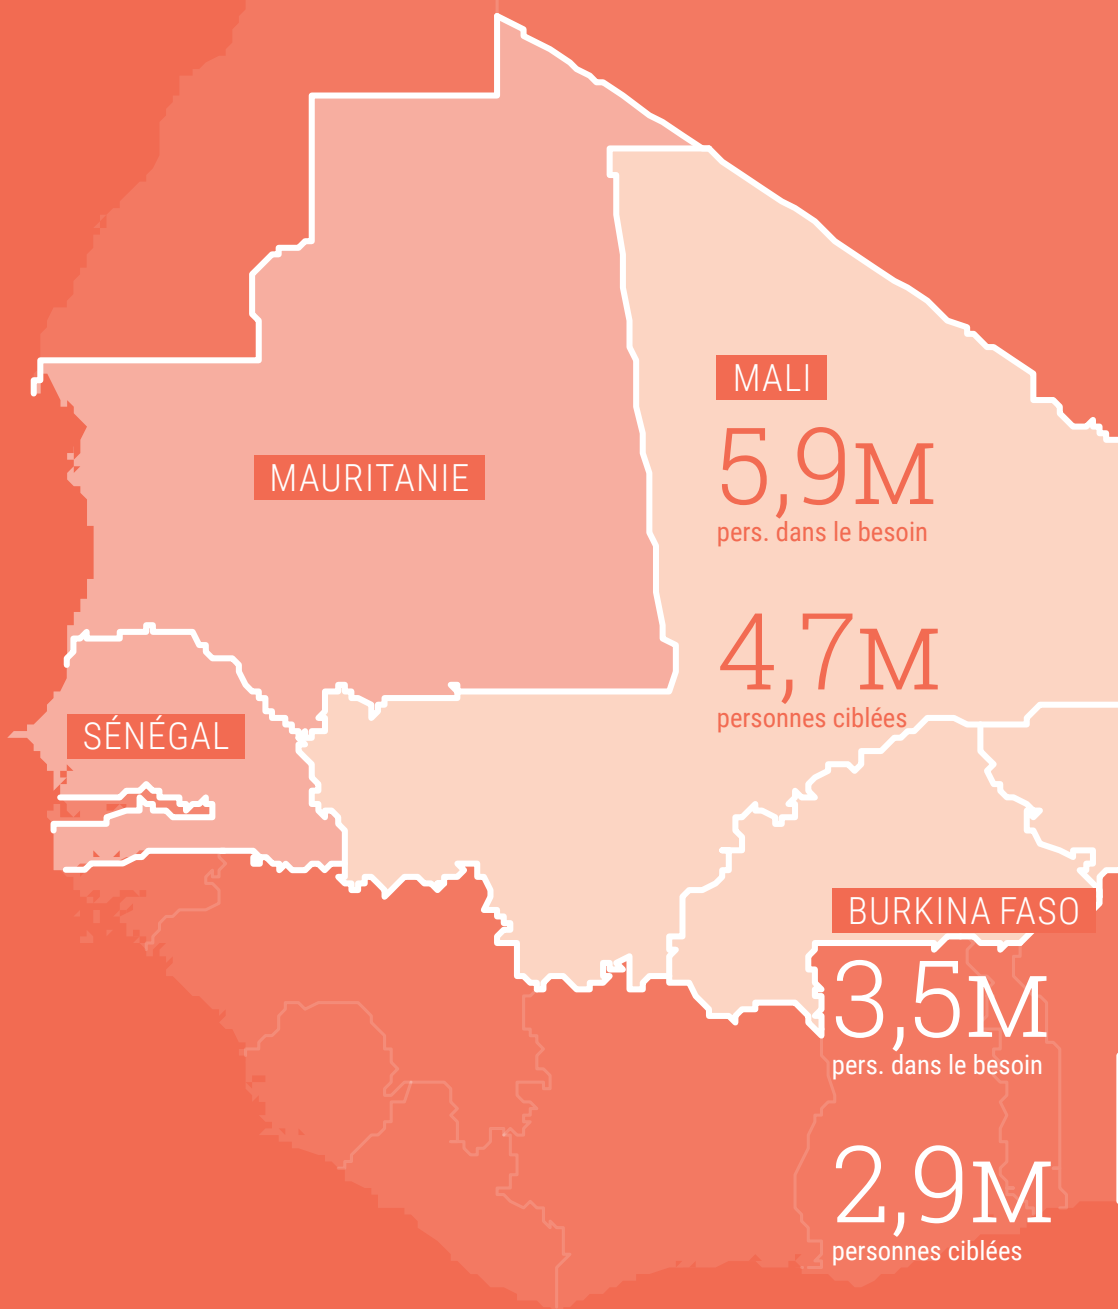 MALI
5,9M
pers. dans le besoin
4,7M
personnes ciblées
MAURITANIE
SÉNÉGAL
BURKINA FASO
3,5M
pers. dans le besoin
2,9M
personnes ciblées